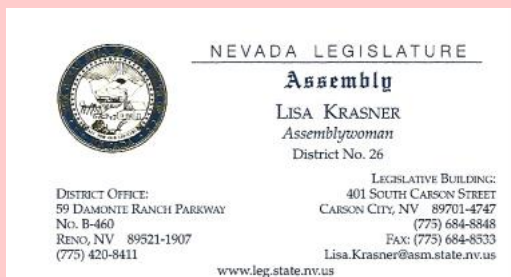 NEVADA LEGISLATURE
Assembly
LISA KRASNER
Assemblywoman
District No. 26
DISTRICT OFFICE:
59 DAMONTE RANCH PARKWAY
NO. B-460
RENO, NV 89521-1907
(775) 420-8411
LEGISLATIVE BUILDING:
401 SOUTH CARSON STREET
CARSON CITY, NV 89701-4747
(775) 684-8848
FAX: (775) 684-8533
Lisa.Krasner@asm.state.nv.us
www.leg.state.nv.us